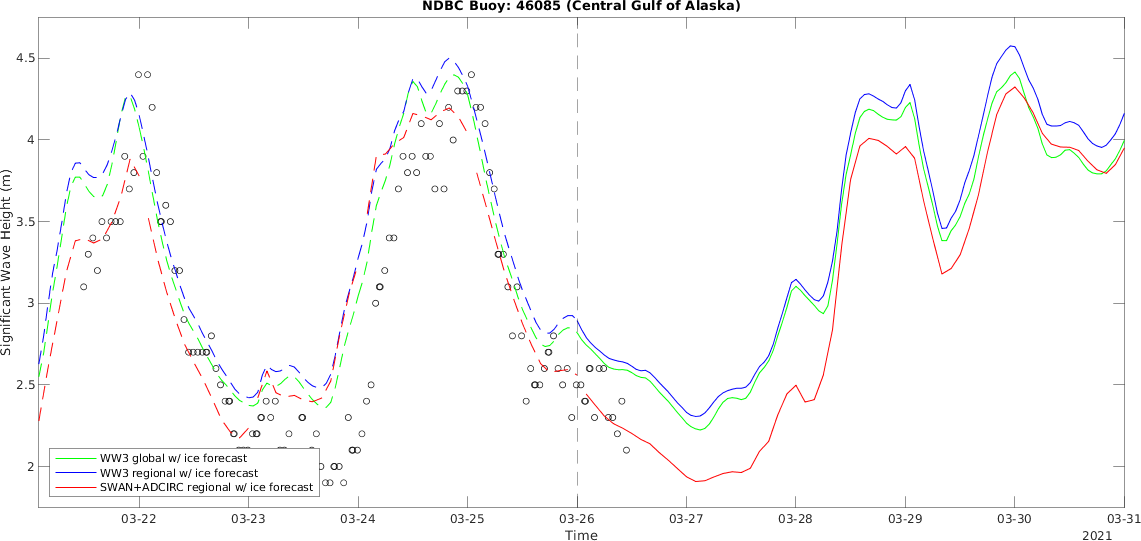 NDBC Buoy: 46085 (Central Gulf of Alaska)
Significant Wave Height (m)
4.5
4
3.5
3
2.5
2
WW3 global w/ ice forecast
WW3 regional w/ ice forecast
SWAN+ADCIRC regional w/ ice forecast
03-22 03-23 03-24 03-25 03-26 03-27 03-28 03-29 03-30 03-31
Time
2021